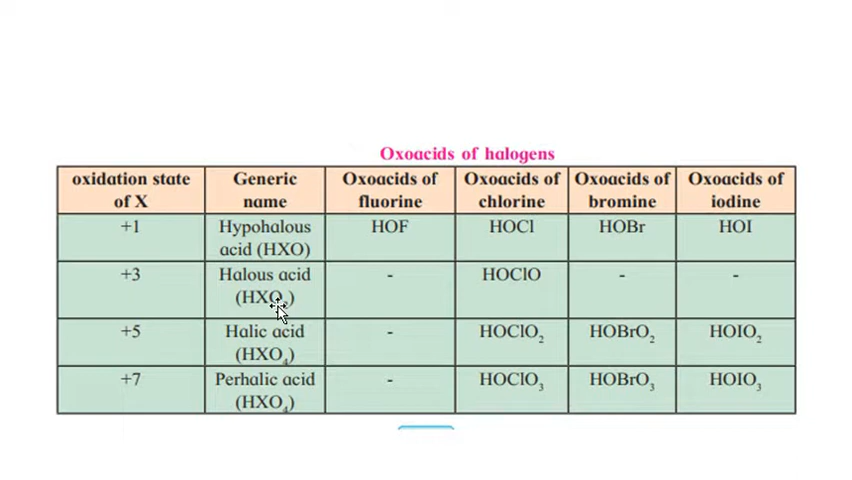 Oxoacids of halogens
oxidation state of X | Generic name | Oxoacids of fluorine | Oxoacids of chlorine | Oxoacids of bromine | Oxoacids of iodine
+1 | Hypohalous acid (HXO) | HOF | HOCl | HOBr | HOI
+3 | Halous acid (HXO₂) | - | HOClO | - | -
+5 | Halic acid (HXO₄) | - | HOClO₂ | HOBrO₂ | HOIO₂
+7 | Perhalic acid (HXO₄) | - | HOClO₃ | HOBrO₃ | HOIO₃